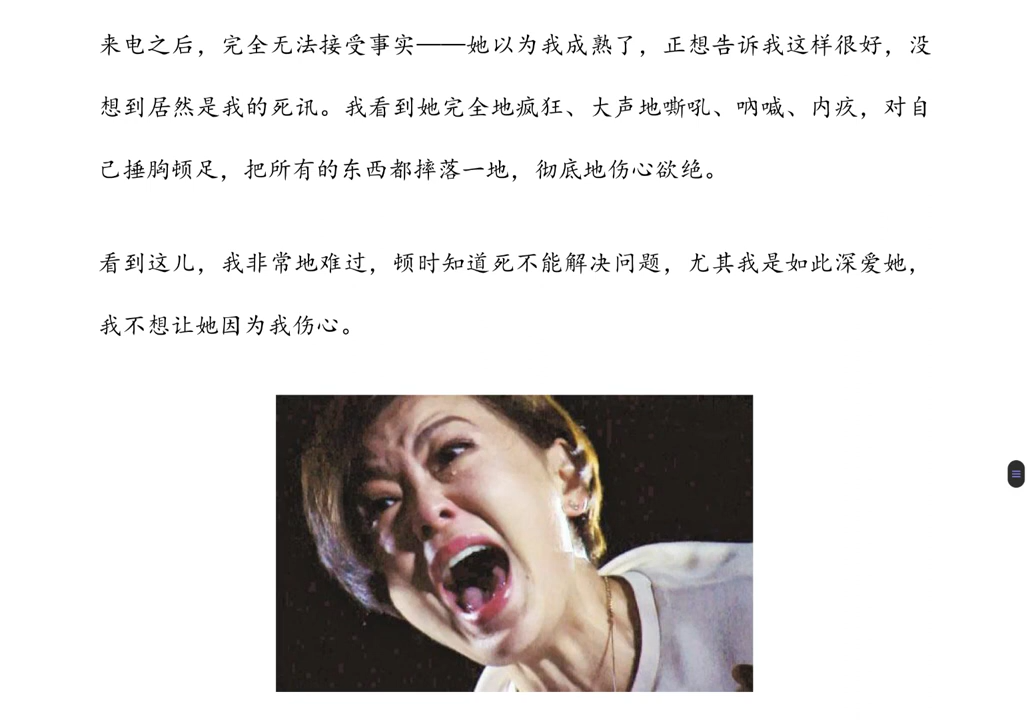 来电之后，完全无法接受事实——她以为我成熟了，正想告诉我这样很好，没
想到居然是我的死讯。我看到她完全地疯狂、大声地嘶吼、呐喊、内疚，对自
己捶胸顿足，把所有的东西都摔落一地，彻底地伤心欲绝。
看到这儿，我非常地难过，顿时知道死不能解决问题，尤其我是如此深爱她，
我不想让她因为我伤心。